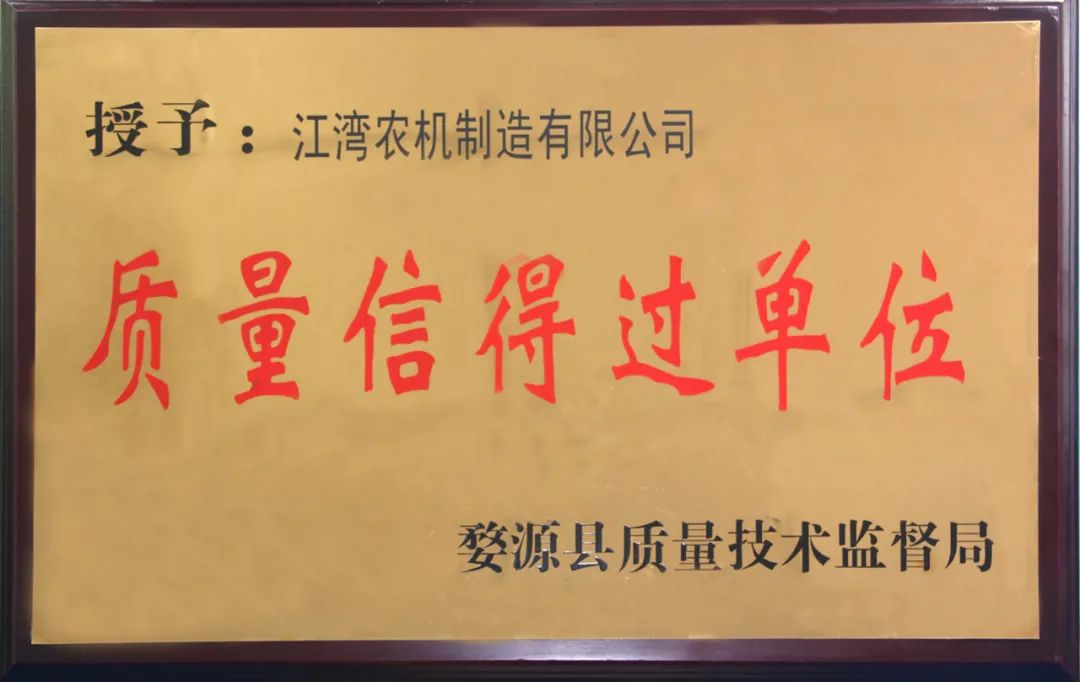 授予：江湾农机制造有限公司
质量信得过单位
婺源县质量技术监督局